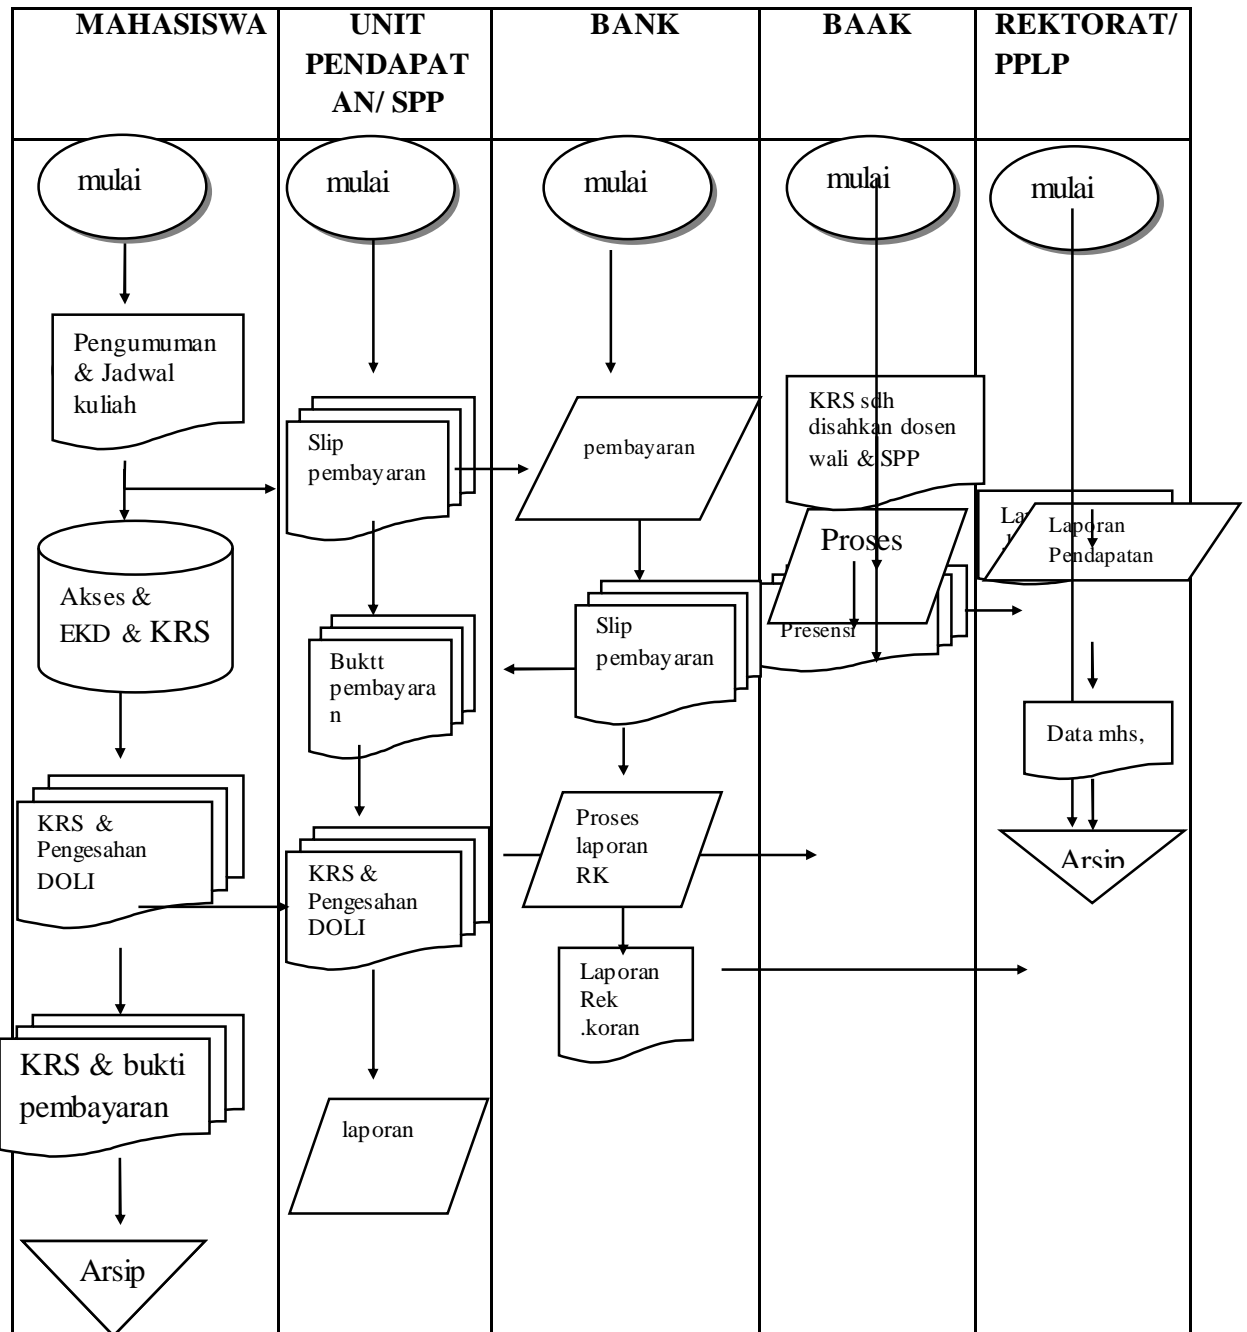 MAHASISWA
UNIT
PENDAPAT
AN/ SPP
BANK
BAAK
REKTORAT/
PPLP
mulai
Pengumuman
& Jadwal
kuliah
Akses &
EKD & KRS
KRS &
Pengesahan
DOLI
KRS & bukti
pembayaran
Arsip
mulai
Slip
pembayaran
Buktt
pembayara
n
KRS &
Pengesahan
DOLI
laporan
mulai
pembayaran
Slip
pembayaran
Proses
laporan
RK
Laporan
Rek
.koran
mulai
KRS sdh
disahkan dosen
wali & SPP
Proses
Presensi
mulai
Laporan
Pendapatan
Data mhs,
Arsip